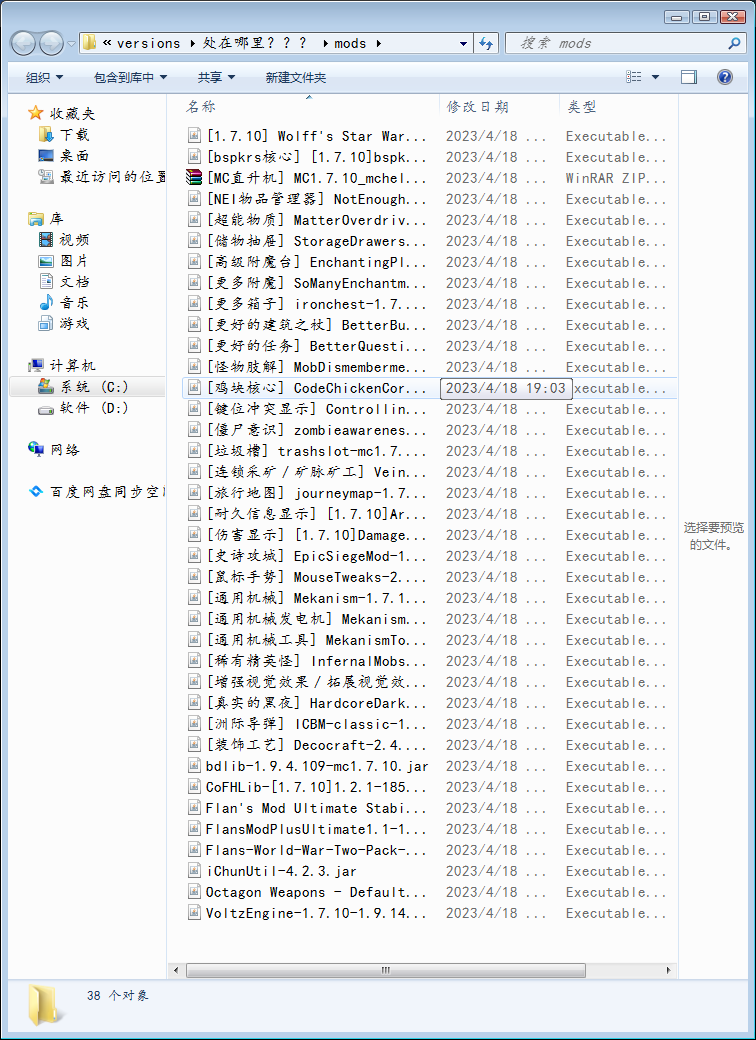 « versions ▸ 处在哪里？？？ ▸ mods ▸
搜索 mods
组织 ▼ 包含到库中 ▼ 共享 ▼ 新建文件夹
名称 修改日期 类型
收藏夹
下载
桌面
最近访问的位置
库
视频
图片
文档
音乐
游戏
计算机
系统 (C:)
软件 (D:)
网络
百度网盘同步空
[1.7.10] Wolff's Star War... 2023/4/18 ... Executable...
[bspkrs核心] [1.7.10]bspk... 2023/4/18 ... Executable...
[MC直升机] MC1.7.10_mchel... 2023/4/18 ... WinRAR ZIP...
[NEI物品管理器] NotEnough... 2023/4/18 ... Executable...
[超能物质] MatterOverdriv... 2023/4/18 ... Executable...
[储物抽屉] StorageDrawers... 2023/4/18 ... Executable...
[高级附魔台] EnchantingPl... 2023/4/18 ... Executable...
[更多附魔] SoManyEnchantm... 2023/4/18 ... Executable...
[更多箱子] ironchest-1.7.... 2023/4/18 ... Executable...
[更好的建筑之杖] BetterBu... 2023/4/18 ... Executable...
[更好的任务] BetterQuesti... 2023/4/18 ... Executable...
[怪物肢解] MobDismemberme... 2023/4/18 ... Executable...
[鸡块核心] CodeChickenCor... 2023/4/18 19:03 xecutable...
[键位冲突显示] Controllin... 2023/4/18 ... Executable...
[僵尸意识] zombieawarenes... 2023/4/18 ... Executable...
[垃圾槽] trashslot-mc1.7.... 2023/4/18 ... Executable...
[连锁采矿/矿脉矿工] Vein... 2023/4/18 ... Executable...
[旅行地图] journeymap-1.7... 2023/4/18 ... Executable...
[耐久信息显示] [1.7.10]Ar... 2023/4/18 ... Executable...
[伤害显示] [1.7.10]Damage... 2023/4/18 ... Executable...
[史诗攻城] EpicSiegeMod-1... 2023/4/18 ... Executable...
[鼠标手势] MouseTweaks-2.... 2023/4/18 ... Executable...
[通用机械] Mekanism-1.7.1... 2023/4/18 ... Executable...
[通用机械发电机] Mekanism... 2023/4/18 ... Executable...
[通用机械工具] MekanismTo... 2023/4/18 ... Executable...
[稀有精英怪] InfernalMobs... 2023/4/18 ... Executable...
[增强视觉效果/拓展视觉效... 2023/4/18 ... Executable...
[真实的黑夜] HardcoreDark... 2023/4/18 ... Executable...
[洲际导弹] ICBM-classic-1... 2023/4/18 ... Executable...
[装饰工艺] Decocraft-2.4.... 2023/4/18 ... Executable...
bdlib-1.9.4.109-mc1.7.10.jar 2023/4/18 ... Executable...
CoFHLib-[1.7.10]1.2.1-185... 2023/4/18 ... Executable...
Flan's Mod Ultimate Stabi... 2023/4/18 ... Executable...
FlansModPlusUltimate1.1-1... 2023/4/18 ... Executable...
Flans-World-War-Two-Pack-... 2023/4/18 ... Executable...
iChunUtil-4.2.3.jar 2023/4/18 ... Executable...
Octagon Weapons - Default... 2023/4/18 ... Executable...
VoltzEngine-1.7.10-1.9.14... 2023/4/18 ... Executable...
选择要预览
的文件。
38 个对象